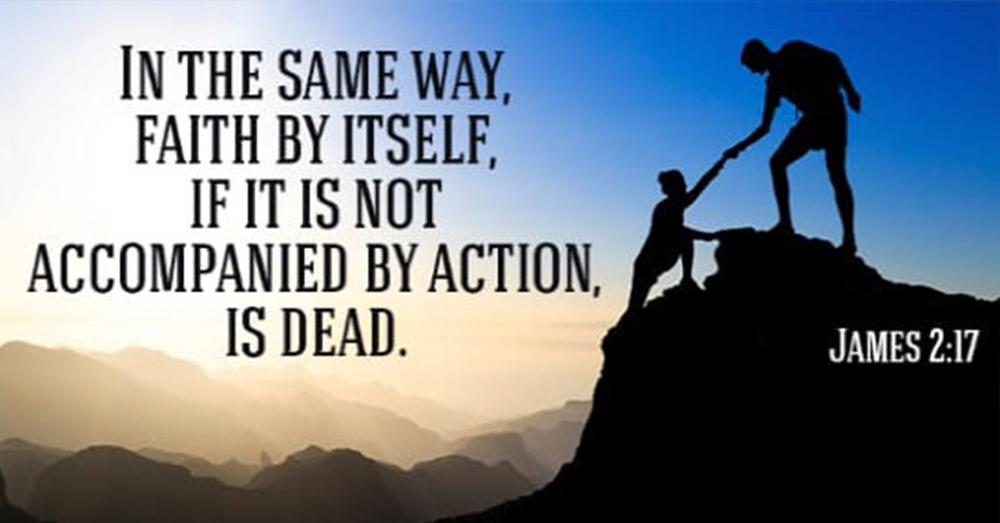 In the same way,
faith by itself,
if it is not
accompanied by action,
is dead.
James 2:17